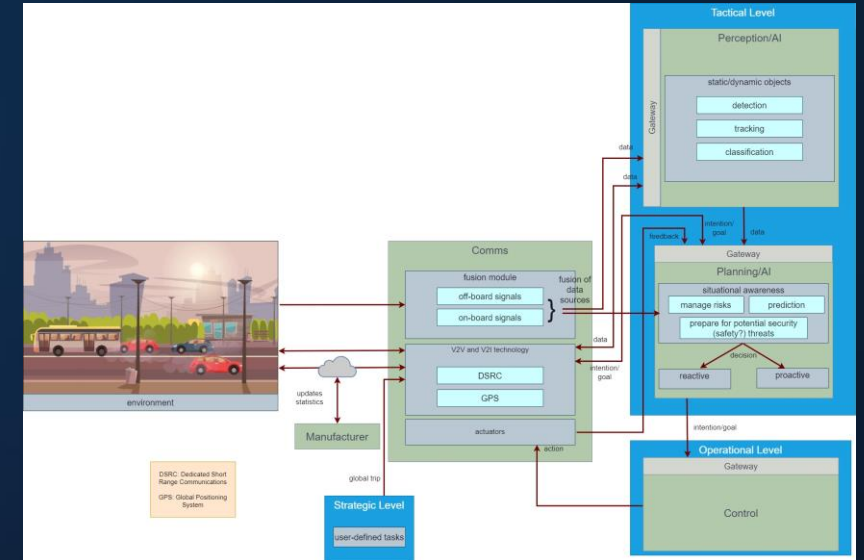 Tactical Level
Perception/AI
Gateway
static/dynamic objects
detection
tracking
classification
data
data
intention/
goal
data
feedback
Gateway
Planning/AI
situational awareness
manage risks
prediction
prepare for potential security
(safety?) threats
decision
reactive
proactive
intention/goal
Operational Level
Gateway
Control
Comms
fusion module
off-board signals
on-board signals
}
fusion of
data
sources
V2V and V2I technology
DSRC
GPS
data
intention/
goal
actuators
action
environment
updates
statistics
Manufacturer
global trip
Strategic Level
user-defined tasks
DSRC: Dedicated Short
Range Communications
GPS: Global Positioning
System